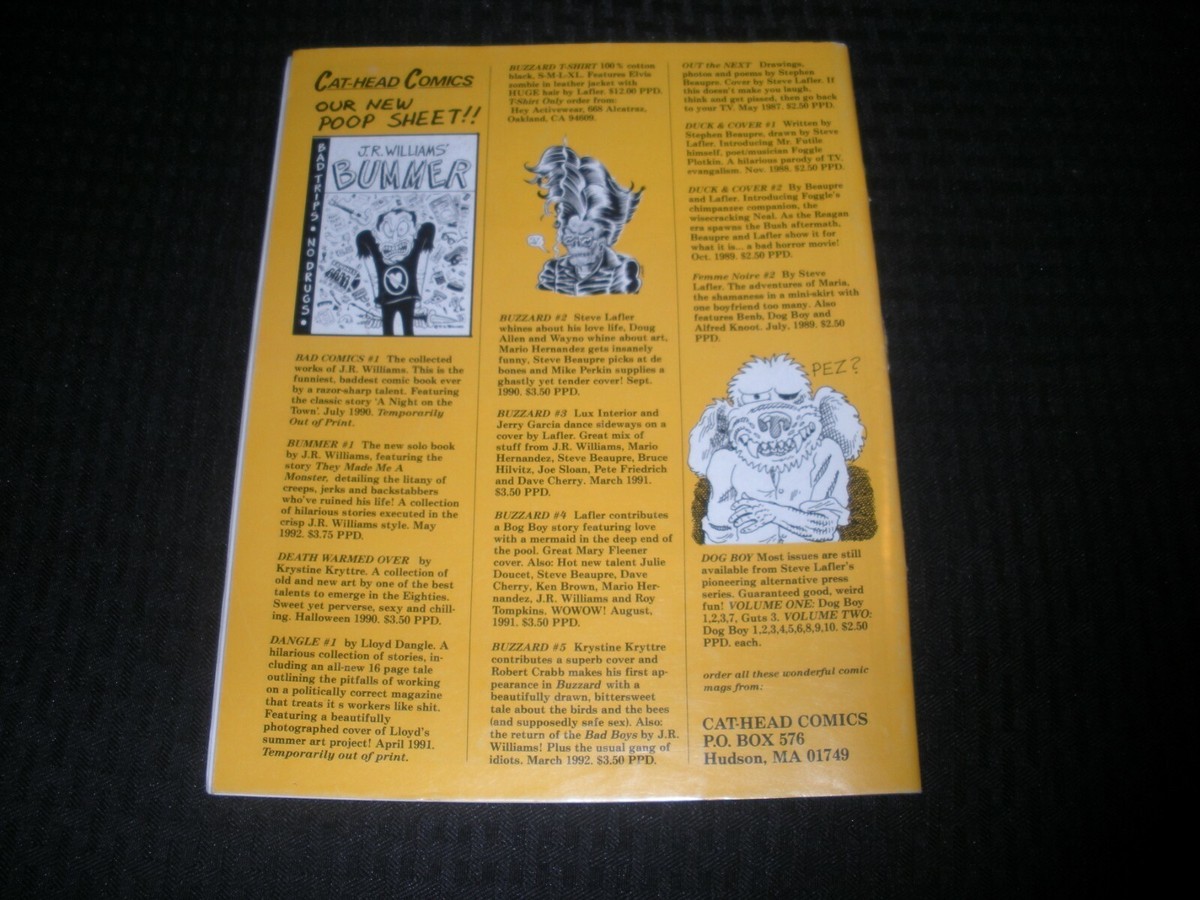 CAT-HEAD COMICS
OUR NEW
POOP SHEET!!
BAD TRIPS • NO DRUGS •
J.R. WILLIAMS'
BUMMER
BAD COMICS #1 The collected
works of J.R. Williams. This is the
funniest, baddest comic book ever
by a razor-sharp talent. Featuring
the classic story 'A Night on the
Town'. July 1990. Temporarily
Out of Print.
BUMMER #1 The new solo book
by J.R. Williams, featuring the
story They Made Me A
Monster, detailing the litany of
creeps, jerks and backstabbers
who've ruined his life! A collection
of hilarious stories executed in the
crisp J.R. Williams style. May
1992. $3.75 PPD.
DEATH WARMED OVER by
Krystine Kryttre. A collection of
old and new art by one of the best
talents to emerge in the Eighties.
Sweet yet perverse, sexy and chill-
ing. Halloween 1990. $3.50 PPD.
DANGLE #1 by Lloyd Dangle. A
hilarious collection of stories, in-
cluding an all-new 16 page tale
outlining the pitfalls of working
on a politically correct magazine
that treats it s workers like shit.
Featuring a beautifully
photographed cover of Lloyd's
summer art project! April 1991.
Temporarily out of print.
BUZZARD T-SHIRT 100% cotton
black, S-M-L-XL. Features Elvis
zombie in leather jacket with
HUGE hair by Lafler. $12.00 PPD.
T-Shirt Only order from:
Hey Activewear, 668 Alcatraz,
Oakland, CA 94609.
BUZZARD #2 Steve Lafler
whines about his love life, Doug
Allen and Wayno whine about art,
Mario Hernandez gets insanely
funny, Steve Beaupre picks at de
bones and Mike Perkin supplies a
ghastly yet tender cover! Sept.
1990. $3.50 PPD.
BUZZARD #3 Lux Interior and
Jerry Garcia dance sideways on a
cover by Lafler. Great mix of
stuff from J.R. Williams, Mario
Hernandez, Steve Beaupre, Bruce
Hilvitz, Joe Sloan, Pete Friedrich
and Dave Cherry. March 1991.
$3.50 PPD.
BUZZARD #4 Lafler contributes
a Bog Boy story featuring love
with a mermaid in the deep end of
the pool. Great Mary Fleener
cover. Also: Hot new talent Julie
Doucet, Steve Beaupre, Dave
Cherry, Ken Brown, Mario Her-
nandez, J.R. Williams and Roy
Tompkins. WOWOW! August,
1991. $3.50 PPD.
BUZZARD #5 Krystine Kryttre
contributes a superb cover and
Robert Crabb makes his first ap-
pearance in Buzzard with a
beautifully drawn, bittersweet
tale about the birds and the bees
(and supposedly safe sex). Also:
the return of the Bad Boys by J.R.
Williams! Plus the usual gang of
idiots. March 1992. $3.50 PPD.
OUT the NEXT Drawings,
photos and poems by Stephen
Beaupre. Cover by Steve Lafler. If
this doesn't make you laugh,
think and get pissed, then go back
to your T.V. May 1987. $2.50 PPD.
DUCK & COVER #1 Written by
Stephen Beaupre, drawn by Steve
Lafler. Introducing Mr. Futile
himself, poet/musician Foggle
Plotkin. A hilarious parody of T.V.
evangalism. Nov. 1988. $2.50 PPD.
DUCK & COVER #2 By Beaupre
and Lafler. Introducing Foggle's
chimpanzee companion, the
wisecracking Neal. As the Reagan
era spawns the Bush aftermath,
Beaupre and Lafler show it for
what it is... a bad horror movie!
Oct. 1989. $2.50 PPD.
Femme Noire #2 By Steve
Lafler. The adventures of Maria,
the shamaness in a mini-skirt with
one boyfriend too many. Also
features Benb, Dog Boy and
Alfred Knoot. July, 1989. $2.50
PPD.
PEZ?
DOG BOY Most issues are still
available from Steve Lafler's
pioneering alternative press
series. Guaranteed good, weird
fun! VOLUME ONE: Dog Boy
1,2,3,7, Guts 3. VOLUME TWO:
Dog Boy 1,2,3,4,5,6,8,9,10. $2.50
PPD. each.
order all these wonderful comic
mags from:
CAT-HEAD COMICS
P.O. BOX 576
Hudson, MA 01749